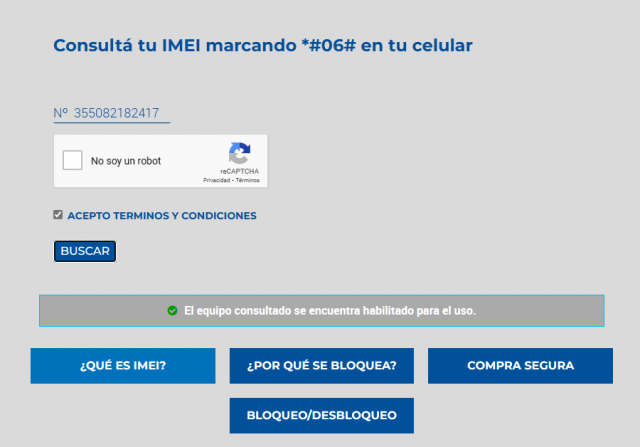 Consultá tu IMEI marcando *#06# en tu celular
Nº 355082182417
No soy un robot
reCAPTCHA
Privacidad - Términos
ACEPTO TERMINOS Y CONDICIONES
BUSCAR
El equipo consultado se encuentra habilitado para el uso.
¿QUÉ ES IMEI?
¿POR QUÉ SE BLOQUEA?
COMPRA SEGURA
BLOQUEO/DESBLOQUEO